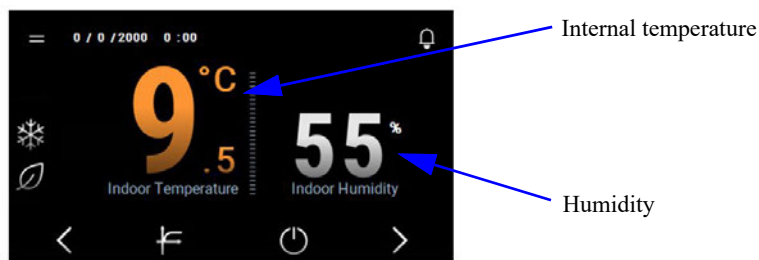 Internal temperature
0 / 0 /2000 0 :00
9 °C
.5
55 %
Indoor Temperature Indoor Humidity
Humidity